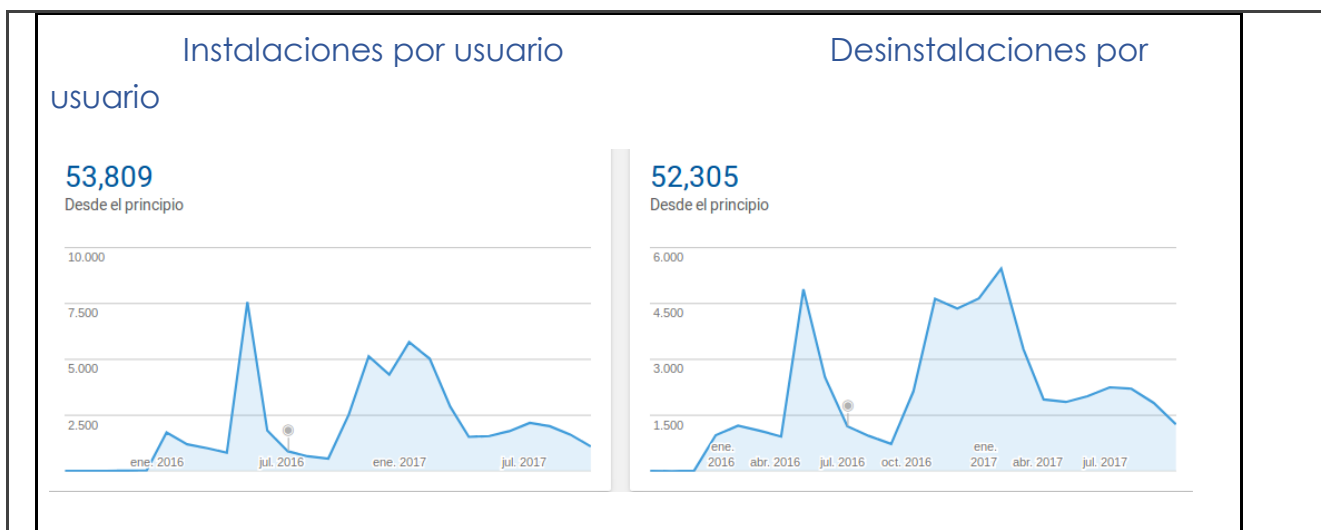 Instalaciones por usuario Desinstalaciones por
usuario
53,809
Desde el principio
10.000
7.500
5.000
2.500
ene. 2016 jul. 2016 ene. 2017 jul. 2017
52,305
Desde el principio
6.000
4.500
3.000
1.500
ene. 2016 abr. 2016 jul. 2016 oct. 2016 ene. 2017 abr. 2017 jul. 2017